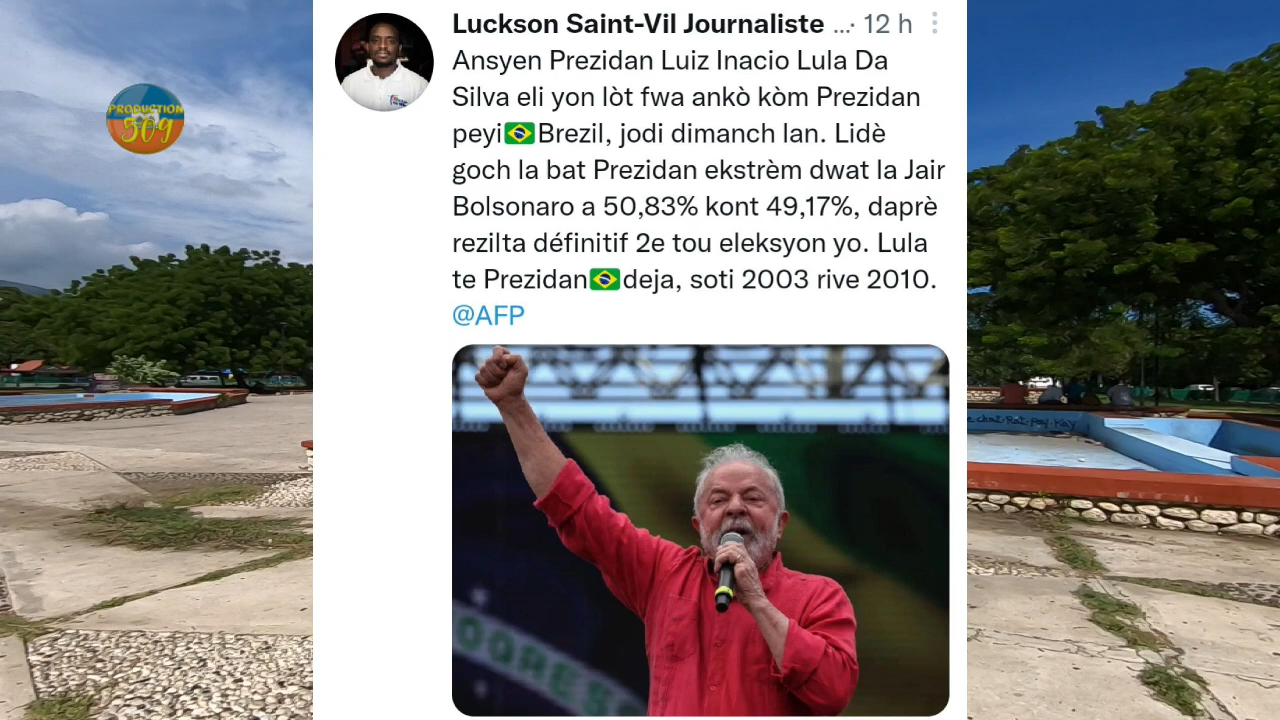 PRODUCTION
509
Luckson Saint-Vil Journaliste ...· 12 h
Ansyen Prezidan Luiz Inacio Lula Da
Silva eli yon lòt fwa ankò kòm Prezidan
peyi🇧🇷Brezil, jodi dimanch lan. Lidè
goch la bat Prezidan ekstrèm dwat la Jair
Bolsonaro a 50,83% kont 49,17%, daprè
rezilta définitif 2e tou eleksyon yo. Lula
te Prezidan🇧🇷deja, soti 2003 rive 2010.
@AFP
OGRESS